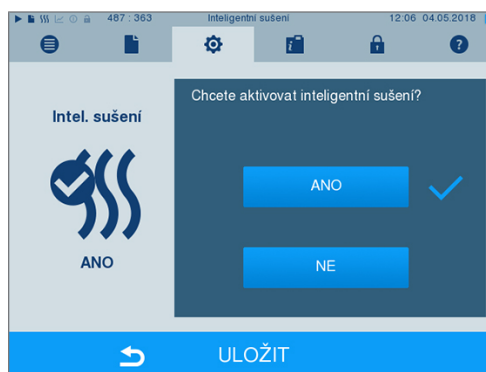 487 : 363 Inteligentní sušení 12:06 04.05.2018
Intel. sušení
ANO
Chcete aktivovat inteligentní sušení?
ANO
NE
ULOŽIT